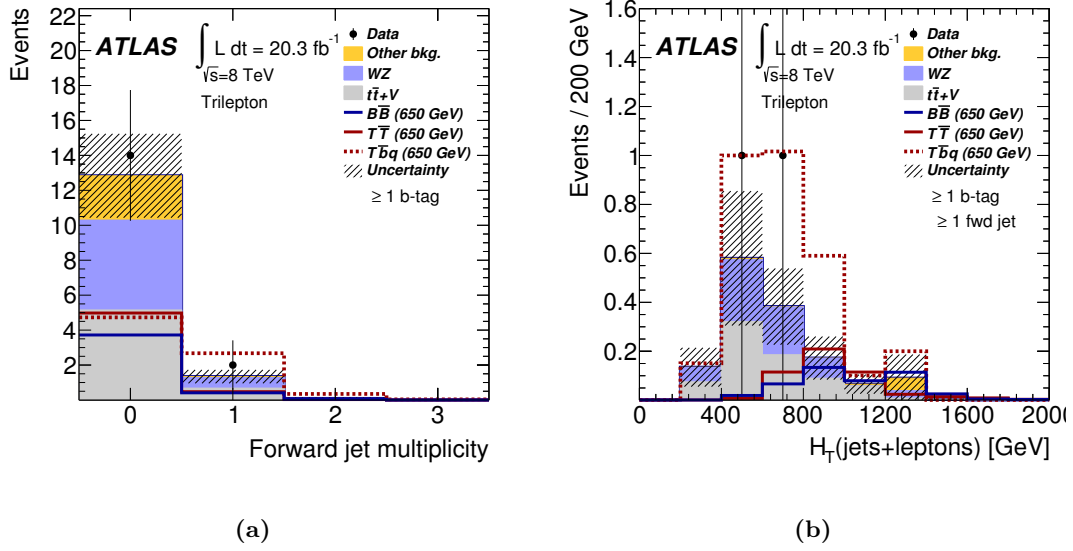 Events
22
20
18
16
14
12
10
8
6
4
2
0 1 2 3
Forward jet multiplicity
ATLAS
∫ L dt = 20.3 fb⁻¹
√s=8 TeV
Trilepton
Data
Other bkg.
WZ
tt̄+V
BB̄ (650 GeV)
TT̄ (650 GeV)
Tb̄q (650 GeV)
Uncertainty
≥ 1 b-tag
(a)
Events / 200 GeV
1.6
1.4
1.2
1
0.8
0.6
0.4
0.2
0
0 400 800 1200 1600 2000
H_T(jets+leptons) [GeV]
ATLAS
∫ L dt = 20.3 fb⁻¹
√s=8 TeV
Trilepton
Data
Other bkg.
WZ
tt̄+V
BB̄ (650 GeV)
TT̄ (650 GeV)
Tb̄q (650 GeV)
Uncertainty
≥ 1 b-tag
≥ 1 fwd jet
(b)